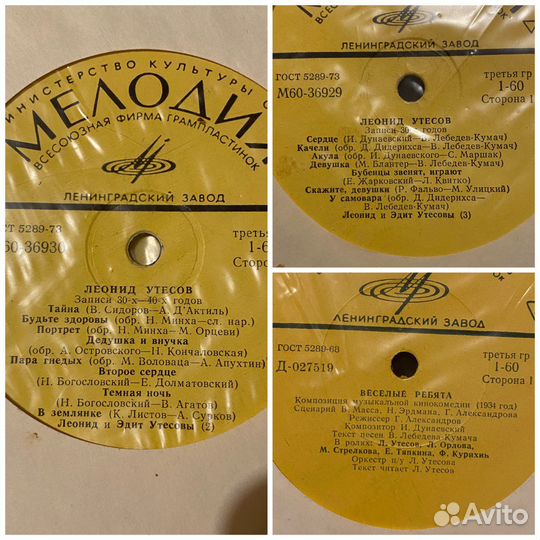 МИНИСТЕРСТВО КУЛЬТУРЫ
МЕЛОДИЯ
ВСЕСОЮЗНАЯ ФИРМА ГРАМПЛАСТИНОК
ЛЕНИНГРАДСКИЙ ЗАВОД
ГОСТ 5289-73
60-36930
третья гр
1-60
Сторона
ЛЕОНИД УТЕСОВ
Записи 30-х—40-х годов
Тайна (В. Сидоров—А. Д'Актиль)
Будьте здоровы (обр. Н. Минха—сл. нар.)
Портрет (обр. Н. Минха—М. Орцеви)
Дедушка и внучка
(обр. А. Островского—Н. Кончаловская)
Пара гнедых (обр. М. Воловаца—А. Апухтин)
Второе сердце
(Н. Богословский—Е. Долматовский)
Темная ночь
(Н. Богословский—В. Агатов)
В землянке (К. Листов—А. Сурков)
Леонид и Эдит Утесовы (2)
ЛЕНИНГРАДСКИЙ ЗАВОД
ГОСТ 5289-73
М60-36929
третья гр
1-60
Сторона 1
ЛЕОНИД УТЕСОВ
Записи 30 годов
Сердце (И. Дунаевский—В. Лебедев-Кумач)
Качели (обр. Д. Дидерихса—В. Лебедев-Кумач)
Акула (обр. И. Дунаевского—С. Маршак)
Девушка (М. Блантер—В. Лебедев-Кумач)
Бубенцы звенят, играют
(Е. Жарковский—Л. Квитко)
Скажите, девушки (Р. Фальво—М. Улицкий)
У самовара (обр. Д. Дидерихса—
В. Лебедев-Кумач)
Леонид и Эдит Утесовы (3)
ЛЕНИНГРАДСКИЙ ЗАВОД
ГОСТ 5289-68
Д-027519
третья гр
1-60
Сторона 1
ВЕСЕЛЫЕ РЕБЯТА
Композиция музыкальной кинокомедии (1934 год)
Сценарий В. Масса, Н. Эрдмана, Г. Александрова
Режиссер Г. Александров
Композитор И. Дунаевский
Текст песен В. Лебедева-Кумача
В ролях: Л. Утесов, Л. Орлова,
М. Стрелкова, Е. Тяпкина, Ф. Курихин
Оркестр п/у Л. Утесова
Текст читает Л. Утесов
Avito